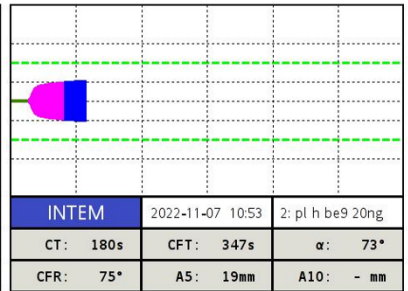 INTEM 2022-11-07 10:53 2: pl h be9 20ng
CT: 180s CFT: 347s α: 73°
CFR: 75° A5: 19mm A10: - mm